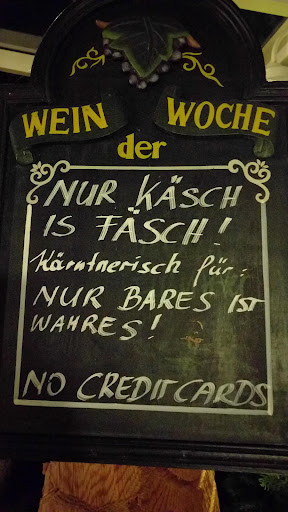 WEIN WOCHE
der
NUR KÄSCH
IS FÄSCH!
Kärntnerisch für:
NUR BARES IST
WAHRES!
NO CREDITCARDS